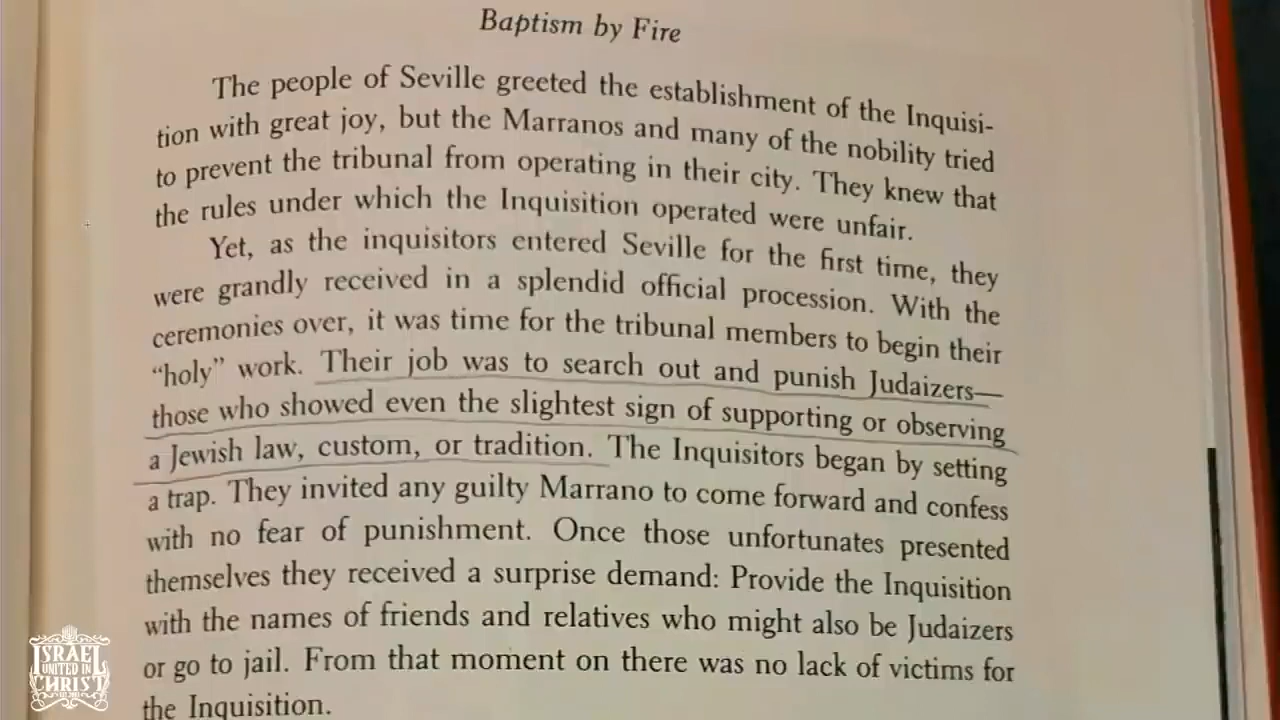 Baptism by Fire
The people of Seville greeted the establishment of the Inquisi-
tion with great joy, but the Marranos and many of the nobility tried
to prevent the tribunal from operating in their city. They knew that
the rules under which the Inquisition operated were unfair.
Yet, as the inquisitors entered Seville for the first time, they
were grandly received in a splendid official procession. With the
ceremonies over, it was time for the tribunal members to begin their
“holy” work. Their job was to search out and punish Judaizers—
those who showed even the slightest sign of supporting or observing
a Jewish law, custom, or tradition. The Inquisitors began by setting
a trap. They invited any guilty Marrano to come forward and confess
with no fear of punishment. Once those unfortunates presented
themselves they received a surprise demand: Provide the Inquisition
with the names of friends and relatives who might also be Judaizers
or go to jail. From that moment on there was no lack of victims for
the Inquisition.
ISRAEL
UNITED IN
CHRIST